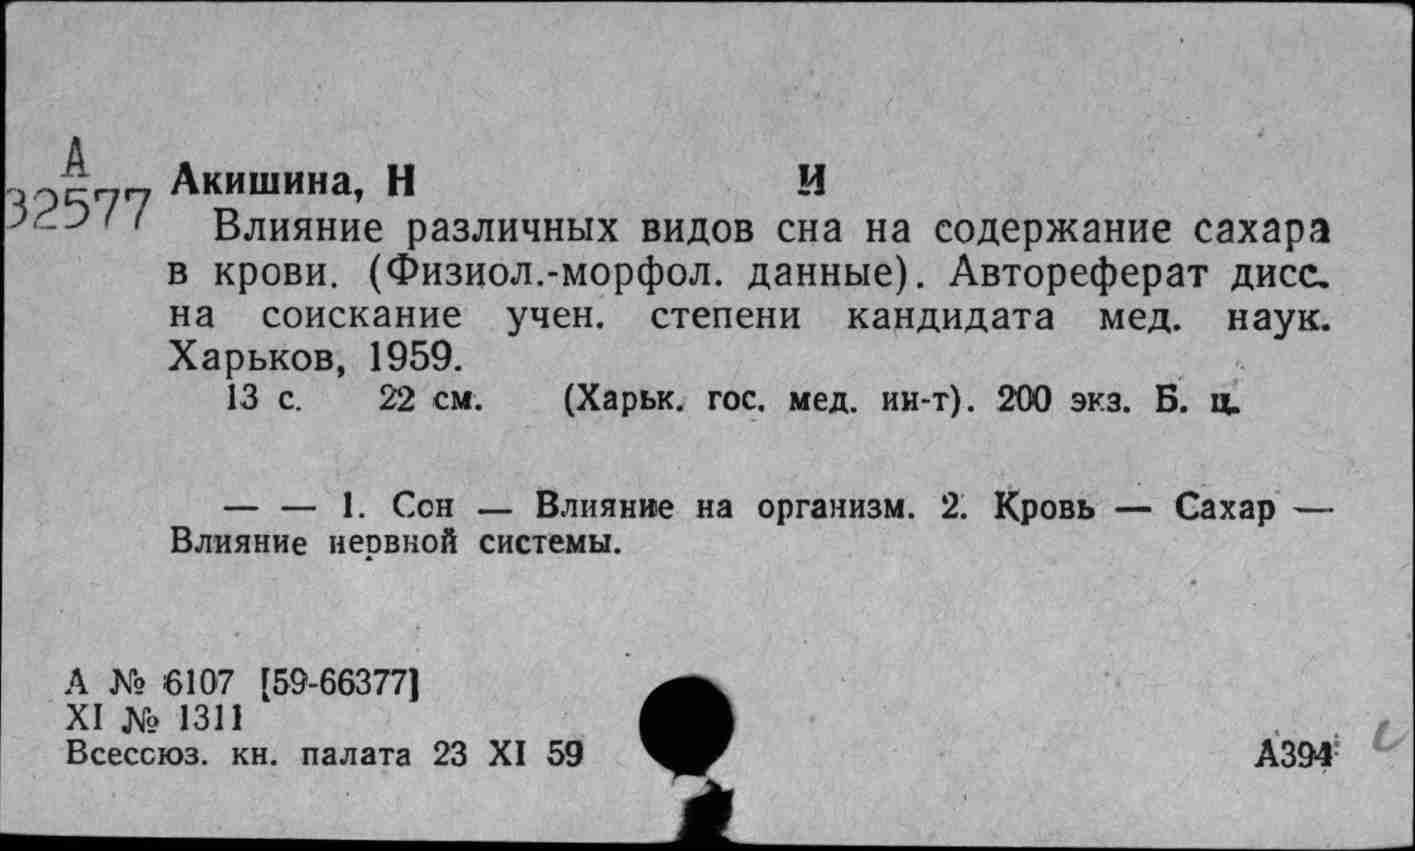 А
32577
Акишина, Н И
Влияние различных видов сна на содержание сахара
в крови. (Физиол.-морфол. данные). Автореферат дисс.
на соискание учен. степени кандидата мед. наук.
Харьков, 1959.
13 с. 22 см. (Харьк. гос. мед. ин-т). 200 экз. Б. ц.
— — 1. Сон — Влияние на организм. 2. Кровь — Сахар —
Влияние нервной системы.
А № 6107 [59-66377]
XI № 1311
Всессюз. кн. палата 23 XI 59
А394